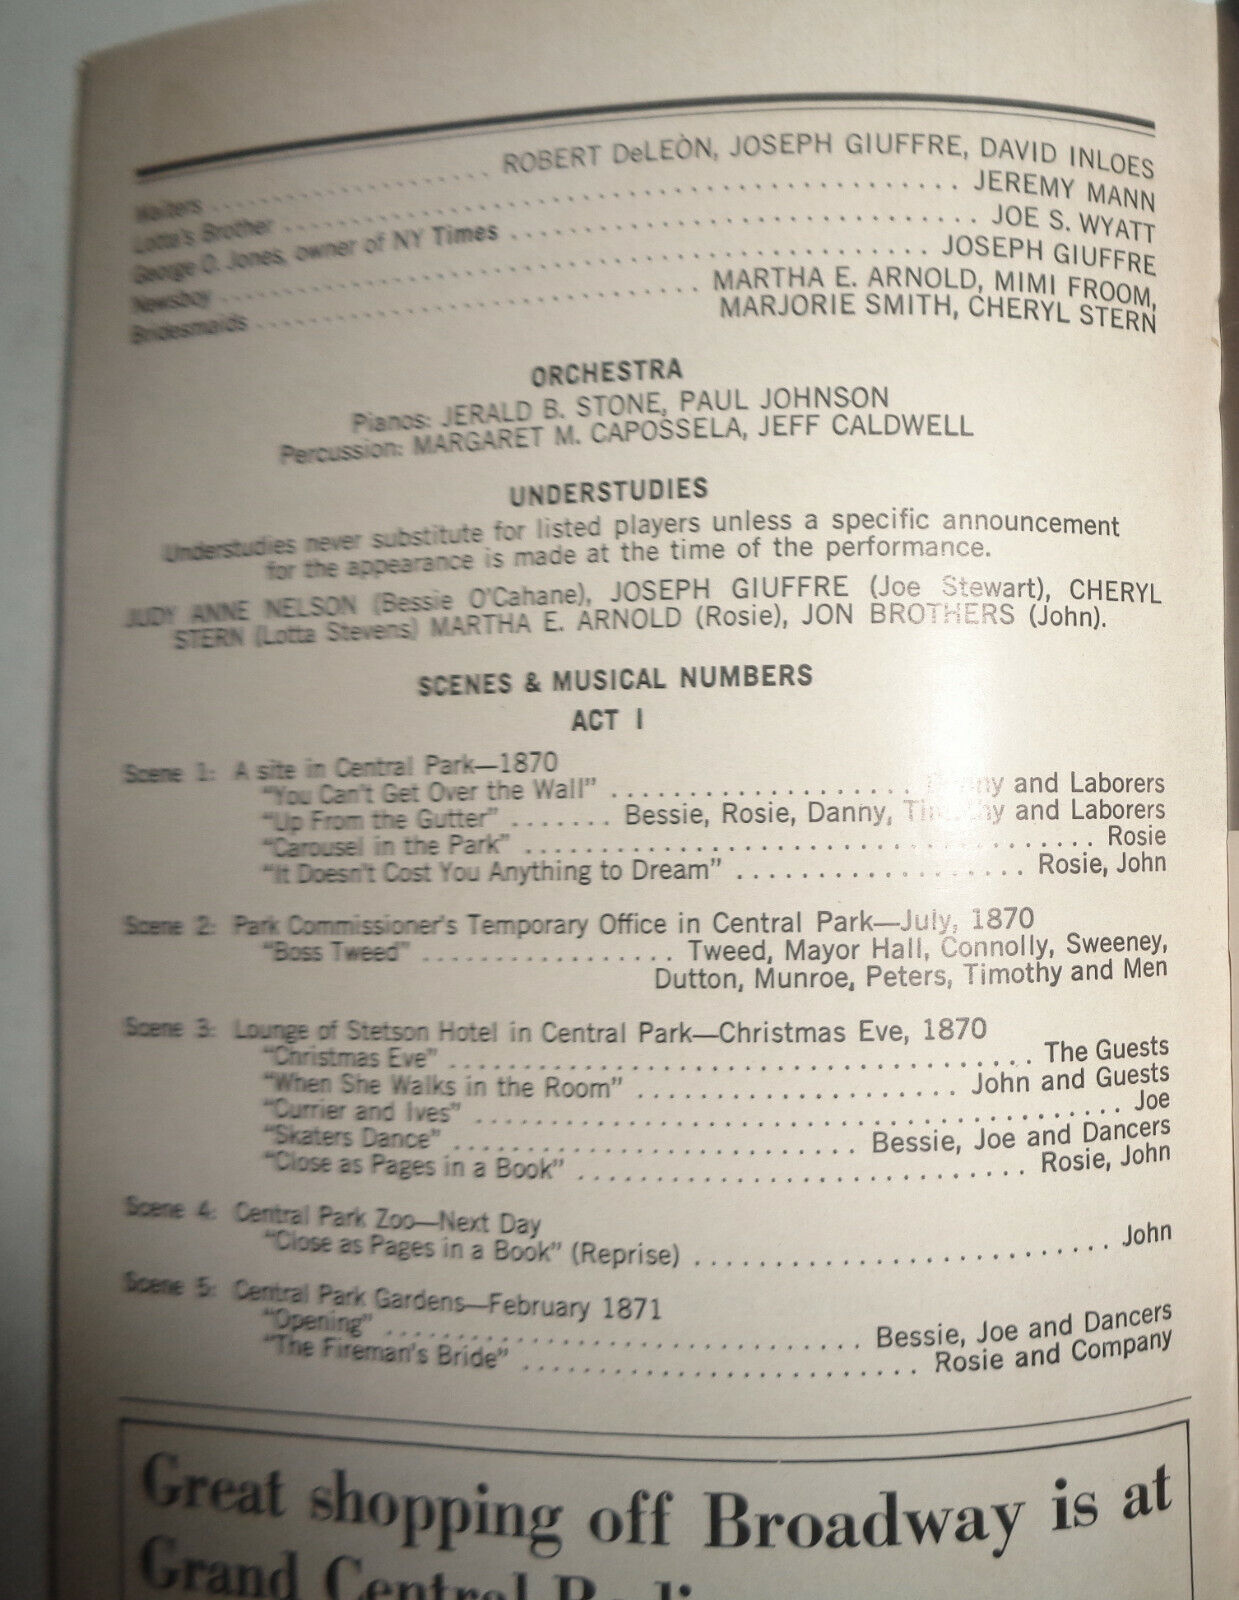 Waiters . . . . . . . . . . . . . . . . . . . . . . ROBERT DeLEÒN, JOSEPH GIUFFRE, DAVID INLOES
Lotta's Brother . . . . . . . . . . . . . . . . . . . . . . JEREMY MANN
George O. Jones, owner of NY Times . . . . . . . . . . . . . . . . . . . . . . JOE S. WYATT
Newsboy . . . . . . . . . . . . . . . . . . . . . . JOSEPH GIUFFRE
Bridesmaids . . . . . . . . . . . . . . . . . . . . . . MARTHA E. ARNOLD, MIMI FROOM,
MARJORIE SMITH, CHERYL STERN
ORCHESTRA
Pianos: JERALD B. STONE, PAUL JOHNSON
Percussion: MARGARET M. CAPOSSELA, JEFF CALDWELL
UNDERSTUDIES
Understudies never substitute for listed players unless a specific announcement
for the appearance is made at the time of the performance.
JUDY ANNE NELSON (Bessie O'Cahane), JOSEPH GIUFFRE (Joe Stewart), CHERYL
STERN (Lotta Stevens) MARTHA E. ARNOLD (Rosie), JON BROTHERS (John).
SCENES & MUSICAL NUMBERS
ACT I
Scene 1: A site in Central Park—1870
"You Can't Get Over the Wall" . . . . . . . . . . . . . . . . . . . and Laborers
"Up From the Gutter" . . . . . . . Bessie, Rosie, Danny, Timothy and Laborers
"Carousel in the Park" . . . . . . . . . . . . . . . . . . . . . . Rosie
"It Doesn't Cost You Anything to Dream" . . . . . . . . . . . . . . . . . . . Rosie, John
Scene 2: Park Commissioner's Temporary Office in Central Park—July, 1870
"Boss Tweed" . . . . . . . . . . . . . . . . . Tweed, Mayor Hall, Connolly, Sweeney,
Dutton, Munroe, Peters, Timothy and Men
Scene 3: Lounge of Stetson Hotel in Central Park—Christmas Eve, 1870
"Christmas Eve" . . . . . . . . . . . . . . . . . . . . . . The Guests
"When She Walks in the Room" . . . . . . . . . . . . . . . . . . . . . . John and Guests
"Currier and Ives" . . . . . . . . . . . . . . . . . . . . . . Joe
"Skaters Dance" . . . . . . . . . . . . . . . . . . . . . . Bessie, Joe and Dancers
"Close as Pages in a Book" . . . . . . . . . . . . . . . . . . . . . . Rosie, John
Scene 4: Central Park Zoo—Next Day
"Close as Pages in a Book" (Reprise) . . . . . . . . . . . . . . . . . . . . . . John
Scene 5: Central Park Gardens—February 1871
"Opening" . . . . . . . . . . . . . . . . . . . . . . Bessie, Joe and Dancers
"The Fireman's Bride" . . . . . . . . . . . . . . . . . . . . . . Rosie and Company
Great shopping off Broadway is at
Grand Central